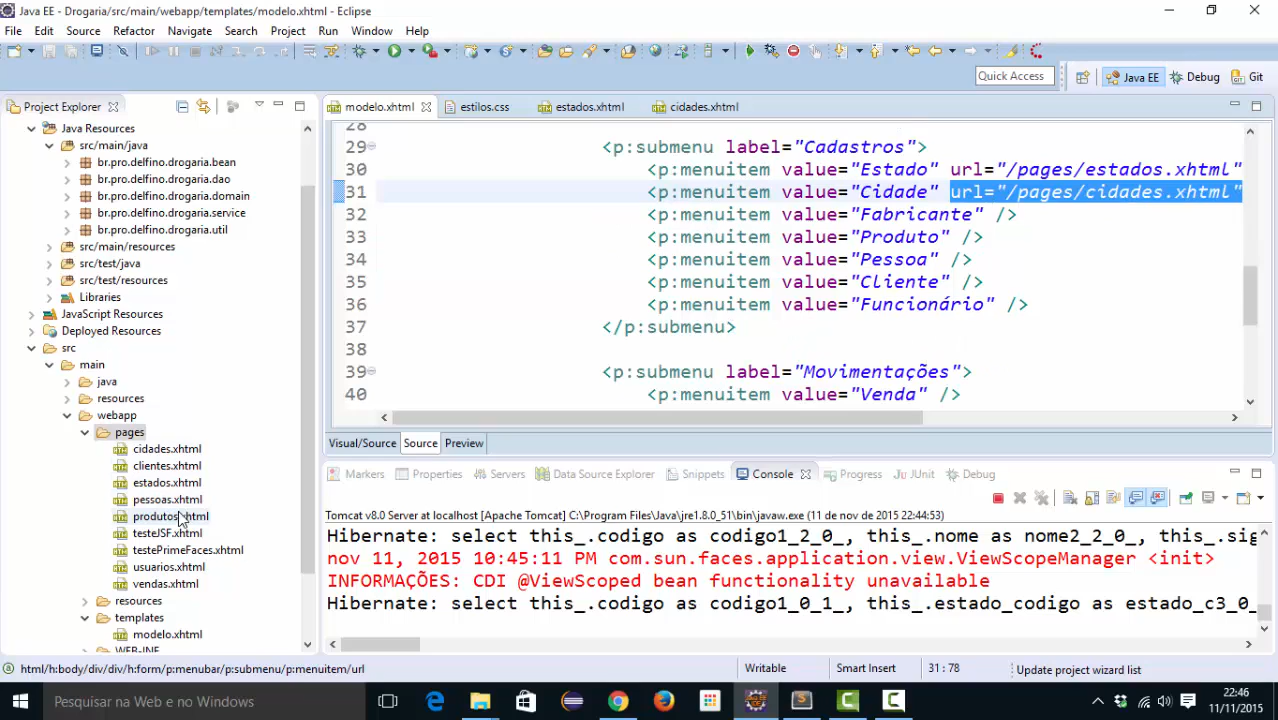 Java EE - Drogaria/src/main/webapp/templates/modelo.xhtml - Eclipse
File Edit Source Refactor Navigate Search Project Run Window Help
Quick Access
Java EE
Debug
Git
Project Explorer
modelo.xhtml
estilos.css
estados.xhtml
cidades.xhtml
Java Resources
src/main/java
br.pro.delfino.drogaria.bean
br.pro.delfino.drogaria.dao
br.pro.delfino.drogaria.domain
br.pro.delfino.drogaria.service
br.pro.delfino.drogaria.util
src/main/resources
src/test/java
src/test/resources
Libraries
JavaScript Resources
Deployed Resources
src
main
java
resources
webapp
pages
cidades.xhtml
clientes.xhtml
estados.xhtml
pessoas.xhtml
produtos.xhtml
testeJSF.xhtml
testePrimeFaces.xhtml
usuarios.xhtml
vendas.xhtml
resources
templates
modelo.xhtml
WEB-INF
28
29 <p:submenu label="Cadastros">
30 <p:menuitem value="Estado" url="/pages/estados.xhtml"
31 <p:menuitem value="Cidade" url="/pages/cidades.xhtml"
32 <p:menuitem value="Fabricante" />
33 <p:menuitem value="Produto" />
34 <p:menuitem value="Pessoa" />
35 <p:menuitem value="Cliente" />
36 <p:menuitem value="Funcionário" />
37 </p:submenu>
38
39 <p:submenu label="Movimentações">
40 <p:menuitem value="Venda" />
Visual/Source Source Preview
Markers Properties Servers Data Source Explorer Snippets Console Progress JUnit Debug
Tomcat v8.0 Server at localhost [Apache Tomcat] C:\Program Files\Java\jre1.8.0_51\bin\javaw.exe (11 de nov de 2015 22:44:53)
Hibernate: select this_.codigo as codigo1_2_0_, this_.nome as nome2_2_0_, this_.sig
nov 11, 2015 10:45:11 PM com.sun.faces.application.view.ViewScopeManager <init>
INFORMAÇÕES: CDI @ViewScoped bean functionality unavailable
Hibernate: select this_.codigo as codigo1_0_1_, this_.estado_codigo as estado_c3_0_
html/h:body/div/div/h:form/p:menubar/p:submenu/p:menuitem/url
Writable
Smart Insert
31 : 78
Update project wizard list
Pesquisar na Web e no Windows
22:46
11/11/2015